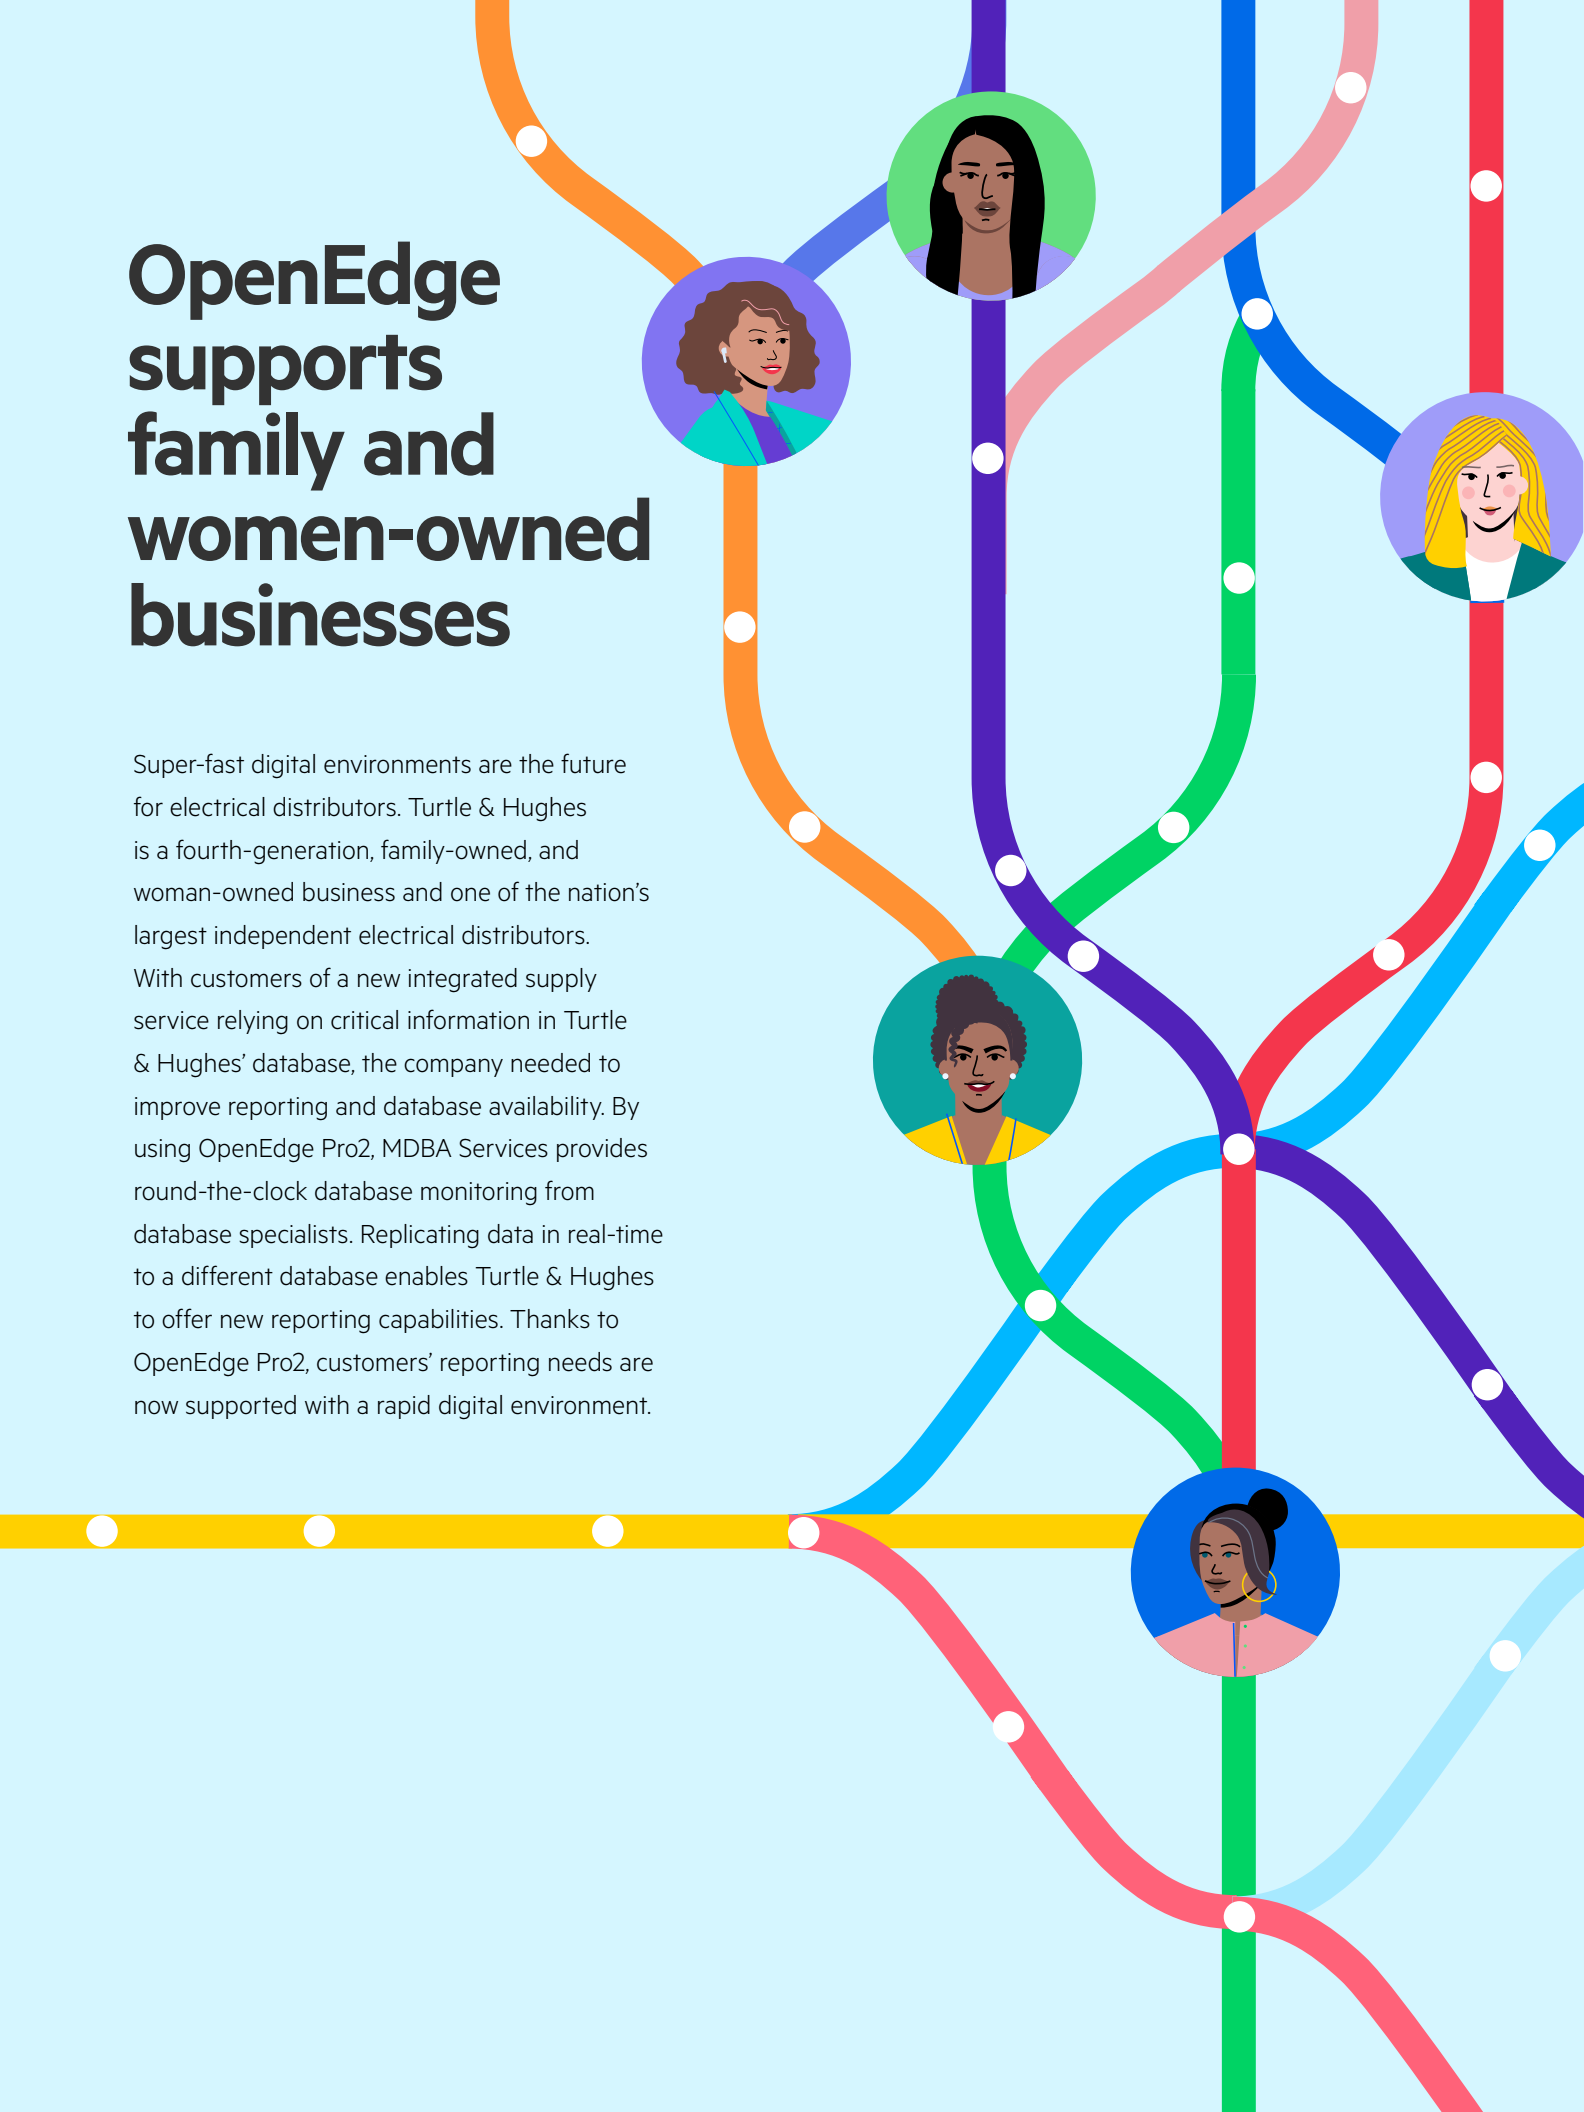 OpenEdge
supports
family and
women-owned
businesses
Super-fast digital environments are the future
for electrical distributors. Turtle & Hughes
is a fourth-generation, family-owned, and
woman-owned business and one of the nation’s
largest independent electrical distributors.
With customers of a new integrated supply
service relying on critical information in Turtle
& Hughes’ database, the company needed to
improve reporting and database availability. By
using OpenEdge Pro2, MDBA Services provides
round-the-clock database monitoring from
database specialists. Replicating data in real-time
to a different database enables Turtle & Hughes
to offer new reporting capabilities. Thanks to
OpenEdge Pro2, customers’ reporting needs are
now supported with a rapid digital environment.